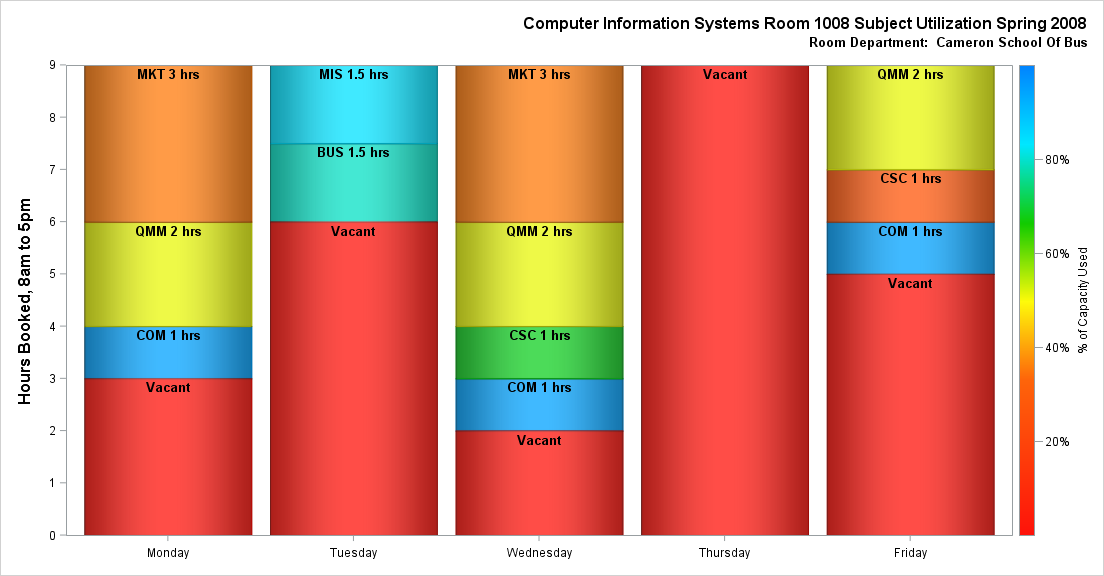 Computer Information Systems Room 1008 Subject Utilization Spring 2008
Room Department:  Cameron School Of Bus
Hours Booked, 8am to 5pm
9
8
7
6
5
4
3
2
1
0
MKT 3 hrs
QMM 2 hrs
COM 1 hrs
Vacant
MIS 1.5 hrs
BUS 1.5 hrs
Vacant
MKT 3 hrs
QMM 2 hrs
CSC 1 hrs
COM 1 hrs
Vacant
Vacant
QMM 2 hrs
CSC 1 hrs
COM 1 hrs
Vacant
Monday
Tuesday
Wednesday
Thursday
Friday
80%
60%
40%
20%
% of Capacity Used